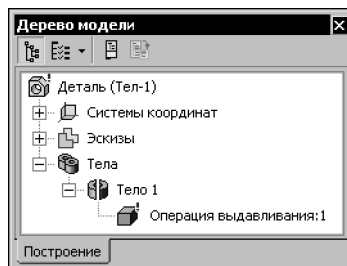 Дерево модели
Деталь (Тел-1)
Системы координат
Эскизы
Тела
Тело 1
Операция выдавливания:1
Построение